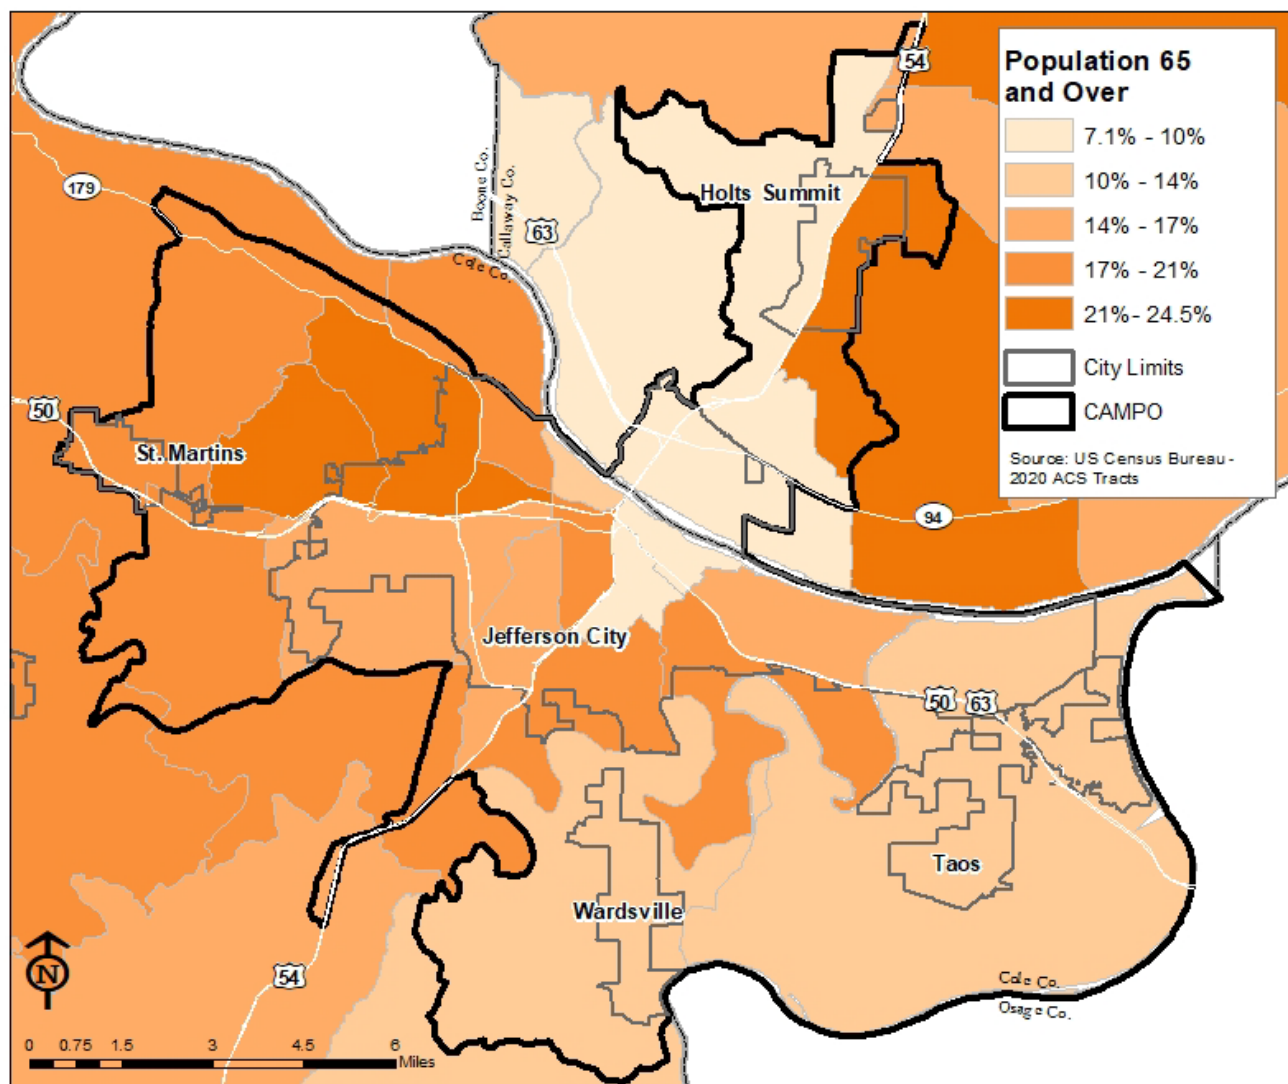 54
Population 65
and Over
7.1% - 10%
10% - 14%
14% - 17%
17% - 21%
21% - 24.5%
City Limits
CAMPO
Source: US Census Bureau -
2020 ACS Tracts
179
Boone Co.
Callaway Co.
Holts Summit
63
Cole Co.
50
St. Martins
94
Jefferson City
50
63
Taos
Wardsville
N
54
Cole Co.
Osage Co.
0 0.75 1.5 3 4.5 6
Miles